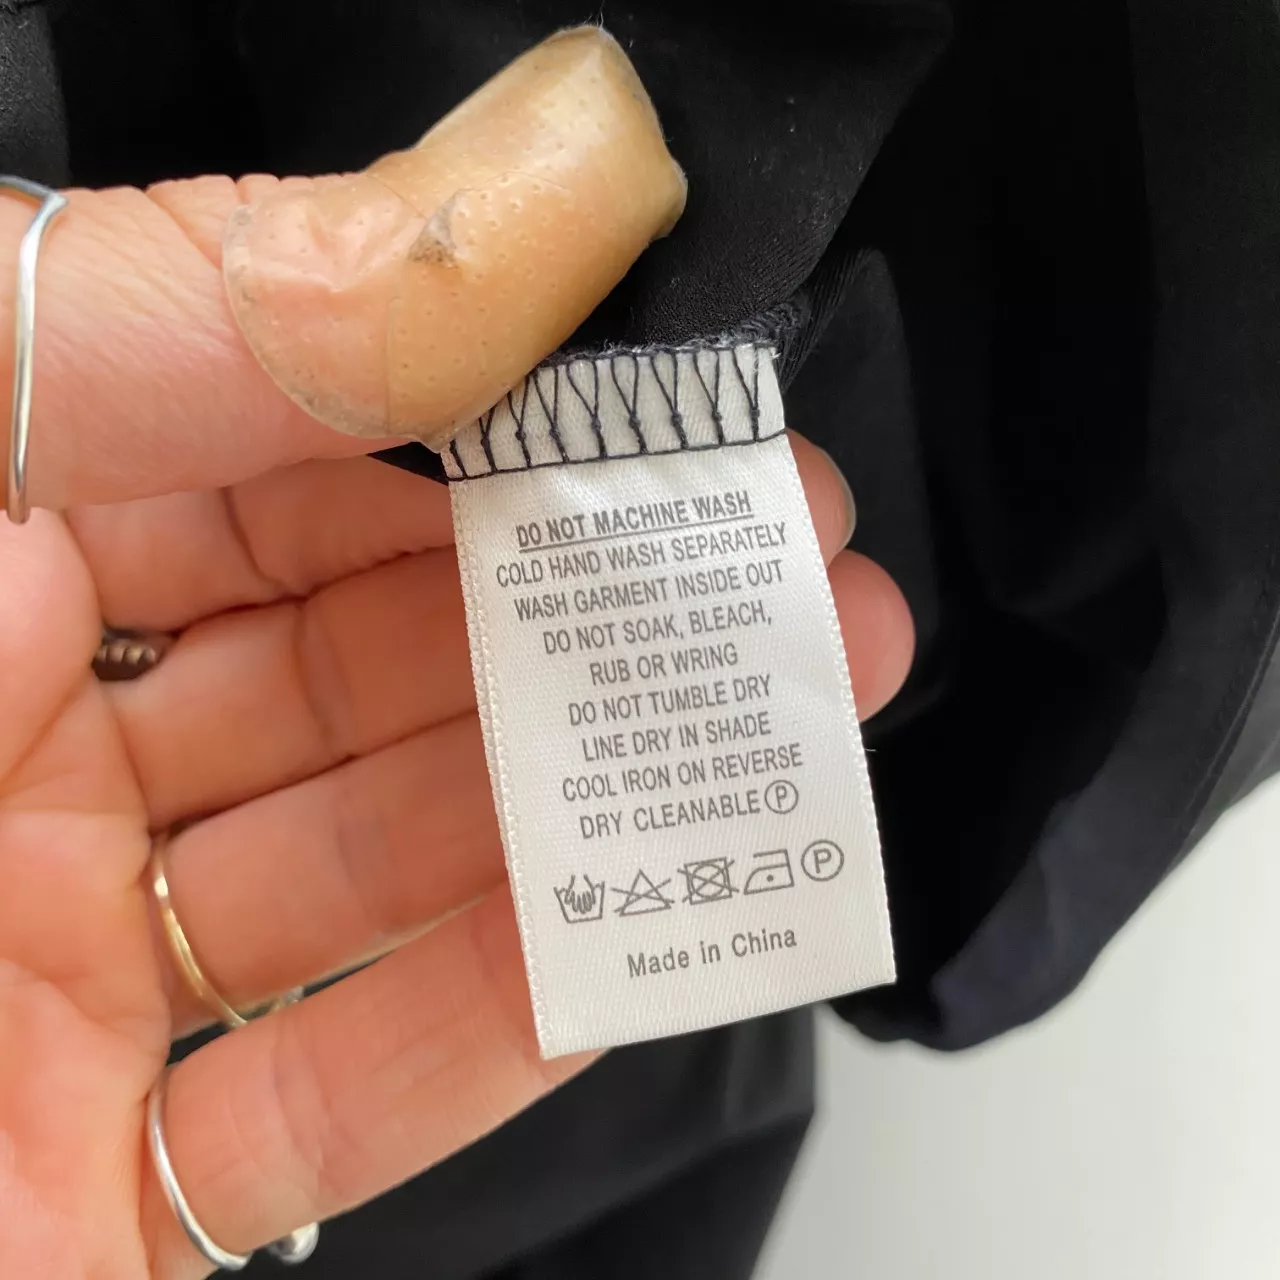 DO NOT MACHINE WASH
COLD HAND WASH SEPARATELY
WASH GARMENT INSIDE OUT
DO NOT SOAK, BLEACH,
RUB OR WRING
DO NOT TUMBLE DRY
LINE DRY IN SHADE
COOL IRON ON REVERSE
DRY CLEANABLE Ⓟ
Ⓟ
Made in China